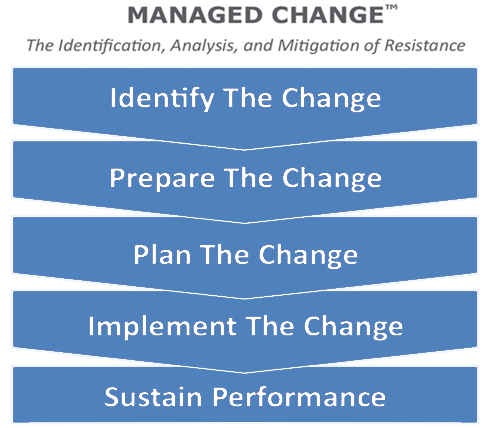 MANAGED CHANGE™
The Identification, Analysis, and Mitigation of Resistance
Identify The Change
Prepare The Change
Plan The Change
Implement The Change
Sustain Performance